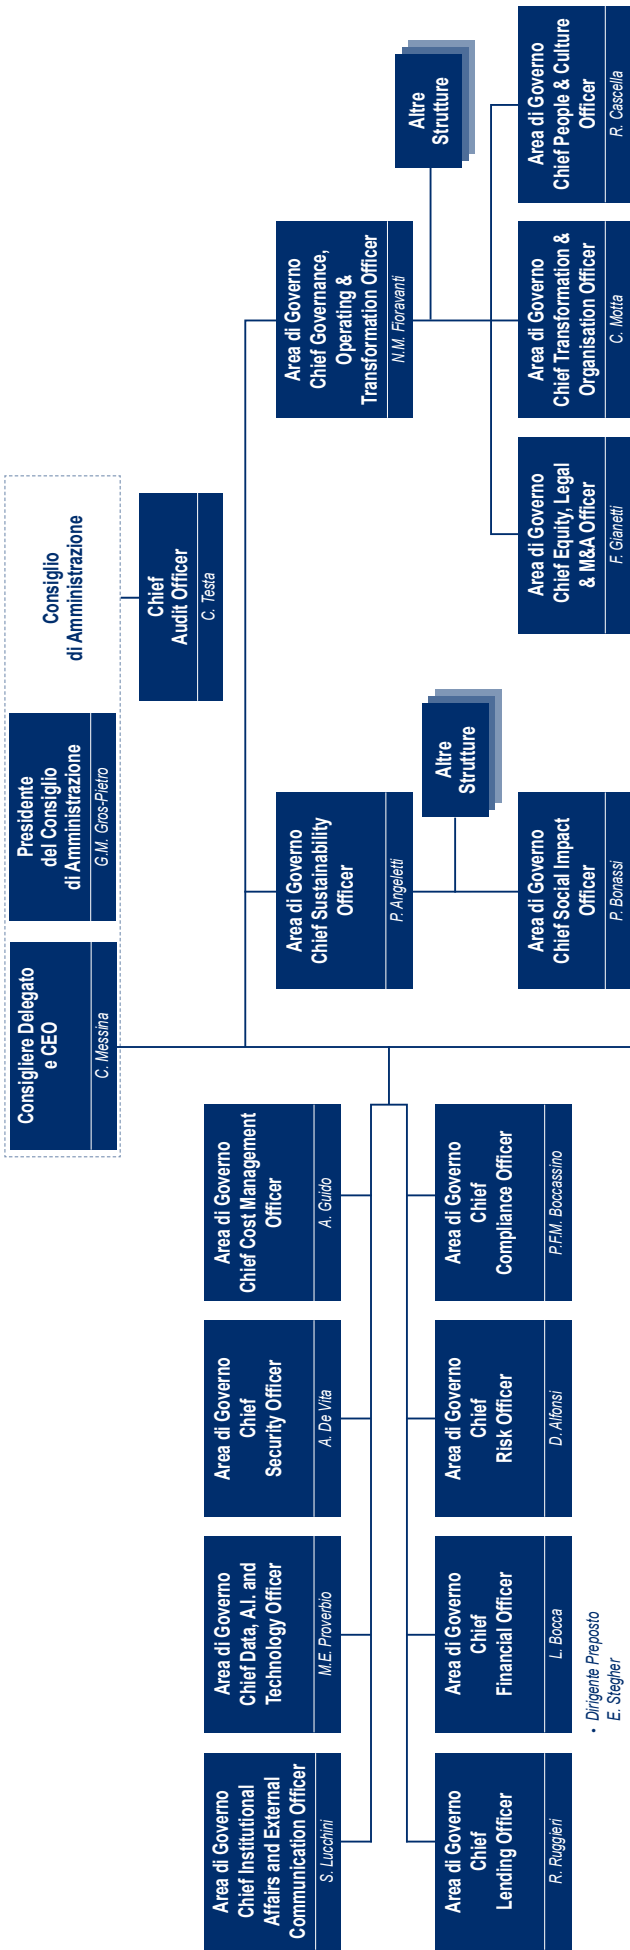 Consigliere Delegato
e CEO
C. Messina
Presidente
del Consiglio
di Amministrazione
G.M. Gros-Pietro
Consiglio
di Amministrazione
Chief
Audit Officer
C. Testa
Area di Governo
Chief Institutional
Affairs and External
Communication Officer
S. Lucchini
Area di Governo
Chief Data, A.I. and
Technology Officer
M.E. Proverbio
Area di Governo
Chief
Security Officer
A. De Vita
Area di Governo
Chief Cost Management
Officer
A. Guido
Area di Governo
Chief
Lending Officer
R. Ruggieri
Area di Governo
Chief
Financial Officer
L. Bocca
• Dirigente Preposto
E. Stegher
Area di Governo
Chief
Risk Officer
D. Alfonsi
Area di Governo
Chief
Compliance Officer
P.F.M. Boccassino
Area di Governo
Chief Sustainability
Officer
P. Angeletti
Altre
Strutture
Area di Governo
Chief Social Impact
Officer
P. Bonassi
Area di Governo
Chief Governance,
Operating &
Transformation Officer
N.M. Fioravanti
Altre
Strutture
Area di Governo
Chief Equity, Legal
& M&A Officer
F. Gianetti
Area di Governo
Chief Transformation &
Organisation Officer
C. Motta
Area di Governo
Chief People & Culture
Officer
R. Cascella